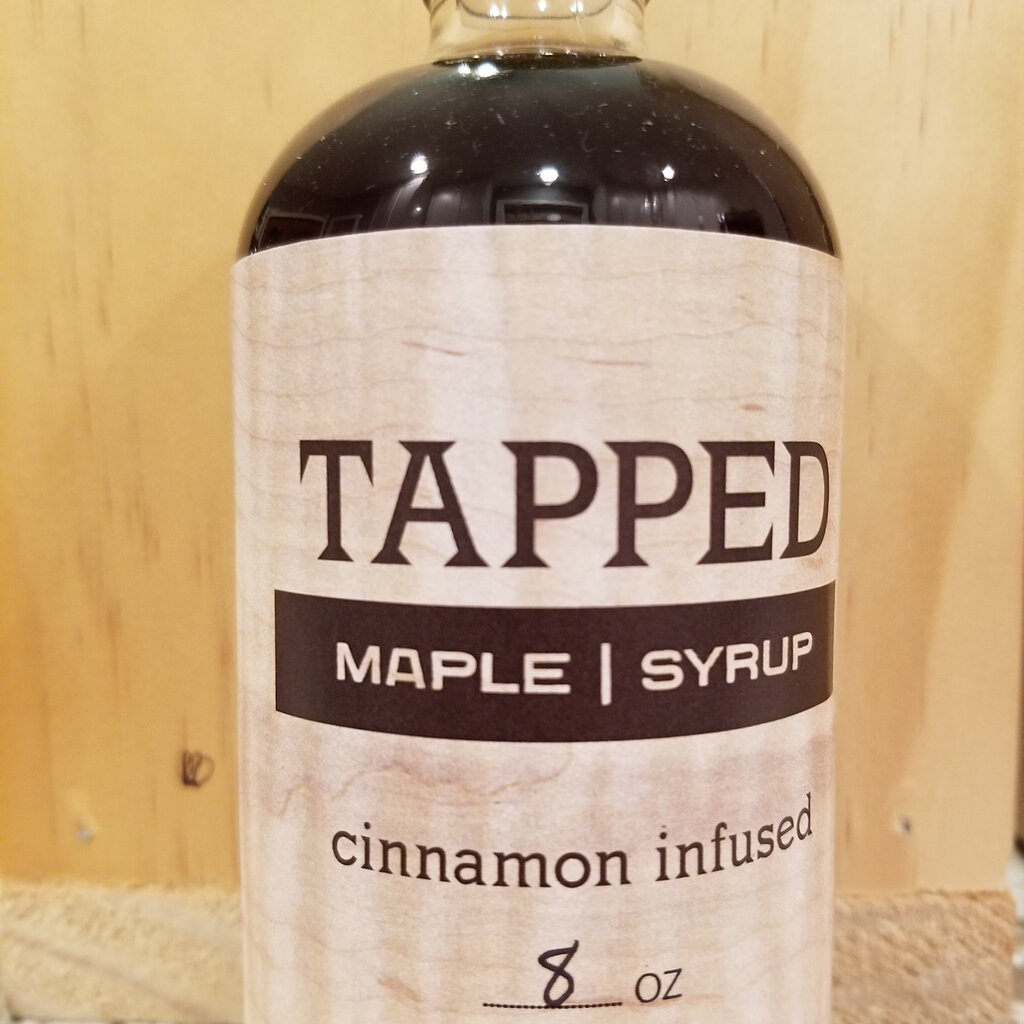 TAPPED
MAPLE | SYRUP
cinnamon infused
8 OZ